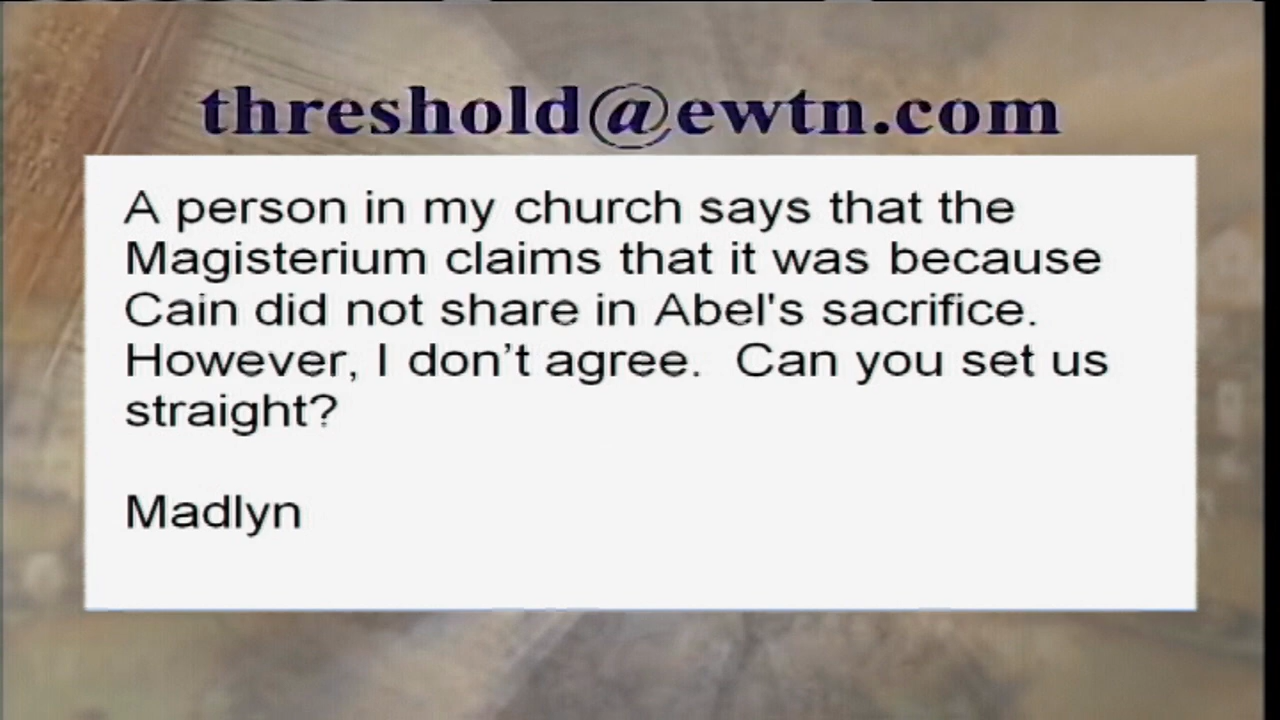 threshold@ewtn.com
A person in my church says that the
Magisterium claims that it was because
Cain did not share in Abel's sacrifice.
However, I don’t agree.  Can you set us
straight?
Madlyn